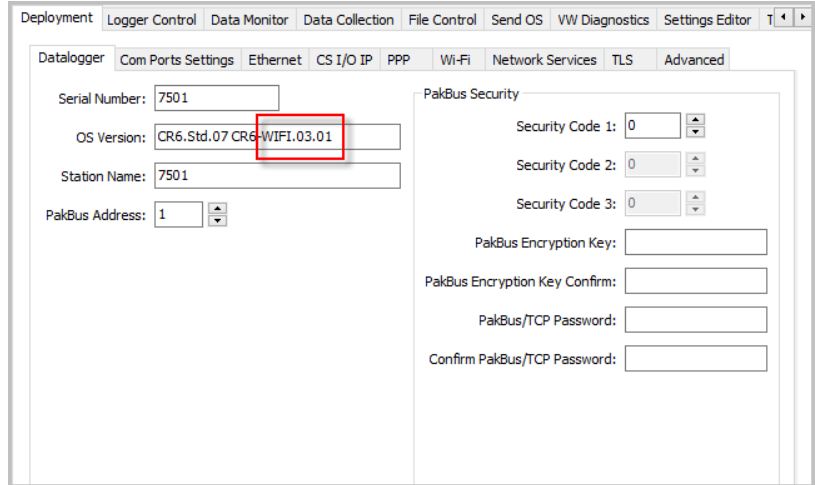 Deployment Logger Control Data Monitor Data Collection File Control Send OS VW Diagnostics Settings Editor T
Datalogger Com Ports Settings Ethernet CS I/O IP PPP Wi-Fi Network Services TLS Advanced
Serial Number: 7501
OS Version: CR6.Std.07 CR6-WIFI.03.01
Station Name: 7501
PakBus Address: 1
PakBus Security
Security Code 1: 0
Security Code 2: 0
Security Code 3: 0
PakBus Encryption Key:
PakBus Encryption Key Confirm:
PakBus/TCP Password:
Confirm PakBus/TCP Password: